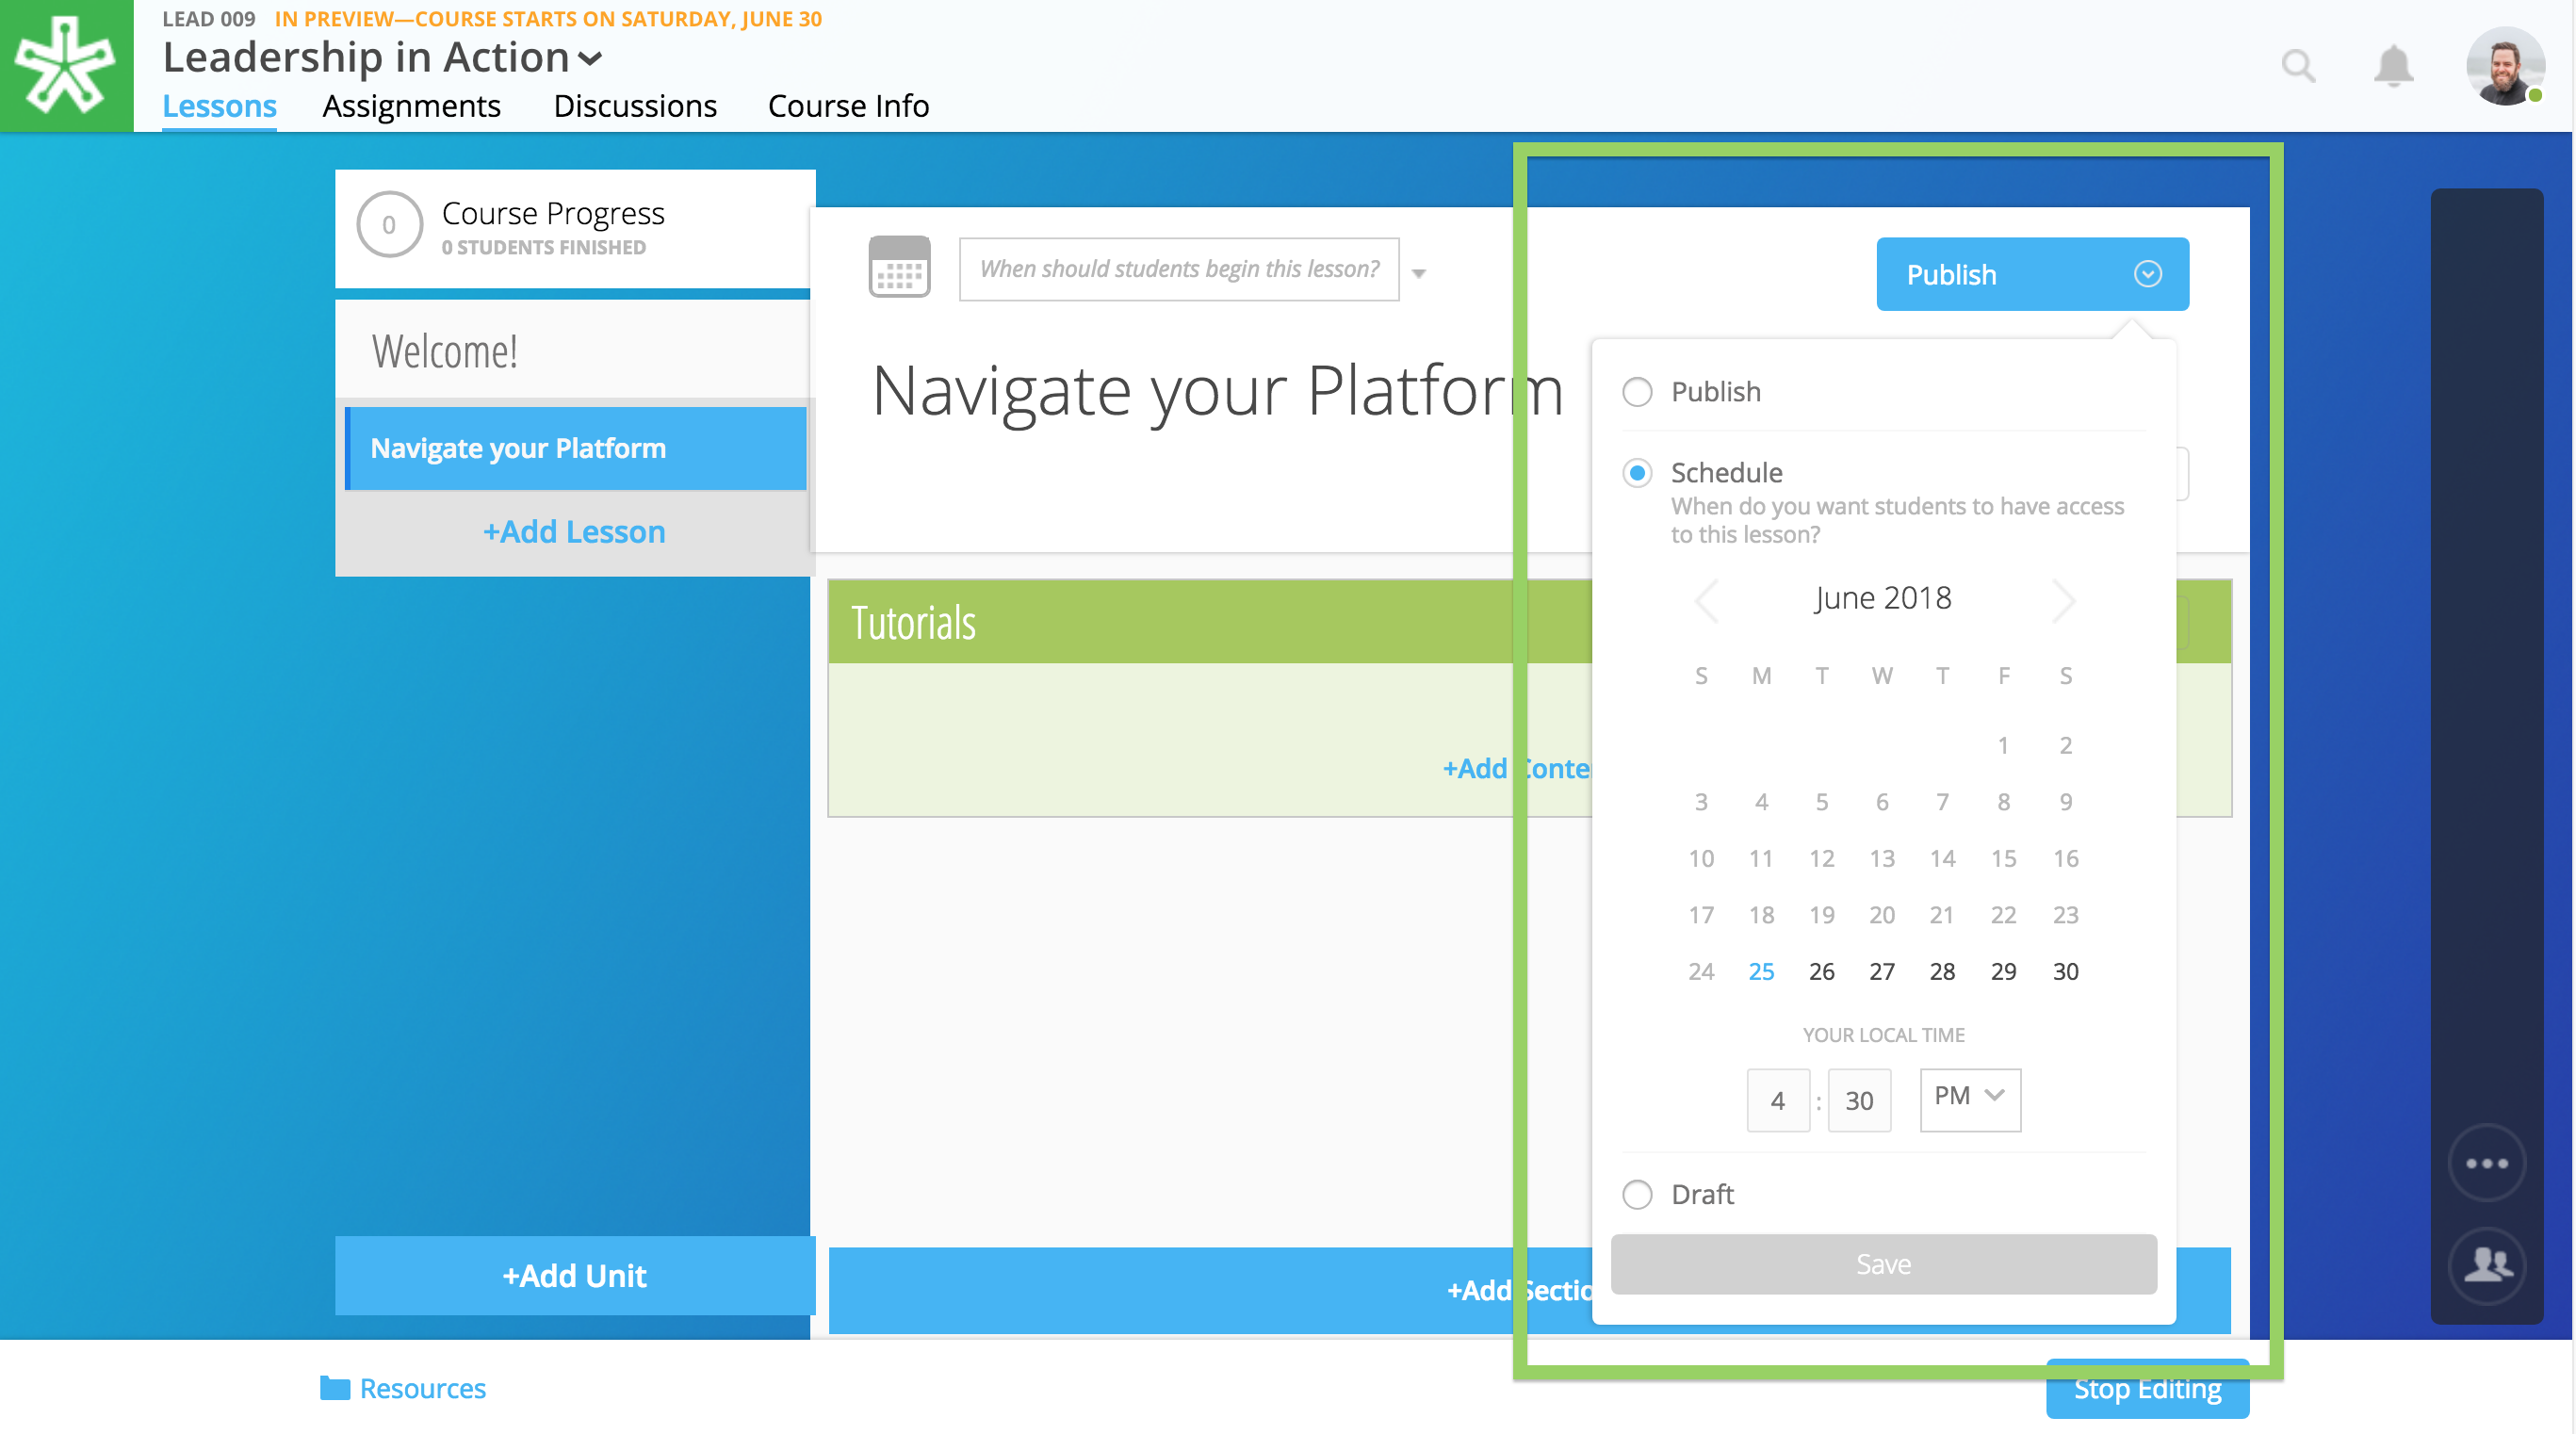 LEAD 009 IN PREVIEW—COURSE STARTS ON SATURDAY, JUNE 30
Leadership in Action
Lessons Assignments Discussions Course Info
0
Course Progress
0 STUDENTS FINISHED
Welcome!
Navigate your Platform
+Add Lesson
+Add Unit
When should students begin this lesson?
Publish
Navigate your Platform
Tutorials
+Add Conte
+Add Sectio
Publish
Schedule
When do you want students to have access
to this lesson?
June 2018
S M T W T F S
1 2
3 4 5 6 7 8 9
10 11 12 13 14 15 16
17 18 19 20 21 22 23
24 25 26 27 28 29 30
YOUR LOCAL TIME
4 : 30 PM
Draft
Save
Resources
Stop Editing